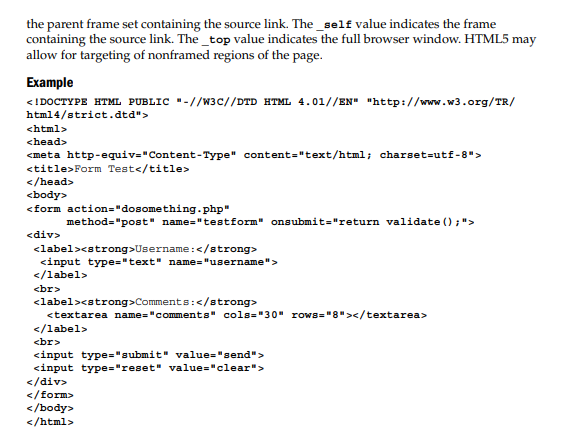 the parent frame set containing the source link. The _self value indicates the frame
containing the source link. The _top value indicates the full browser window. HTML5 may
allow for targeting of nonframed regions of the page.
Example
<!DOCTYPE HTML PUBLIC "-//W3C//DTD HTML 4.01//EN" "http://www.w3.org/TR/
html4/strict.dtd">
<html>
<head>
<meta http-equiv="Content-Type" content="text/html; charset=utf-8">
<title>Form Test</title>
</head>
<body>
<form action="dosomething.php"
      method="post" name="testform" onsubmit="return validate();">
<div>
 <label><strong>Username:</strong>
  <input type="text" name="username">
 </label>
 <br>
 <label><strong>Comments:</strong>
   <textarea name="comments" cols="30" rows="8"></textarea>
 </label>
 <br>
 <input type="submit" value="send">
 <input type="reset" value="clear">
</div>
</form>
</body>
</html>